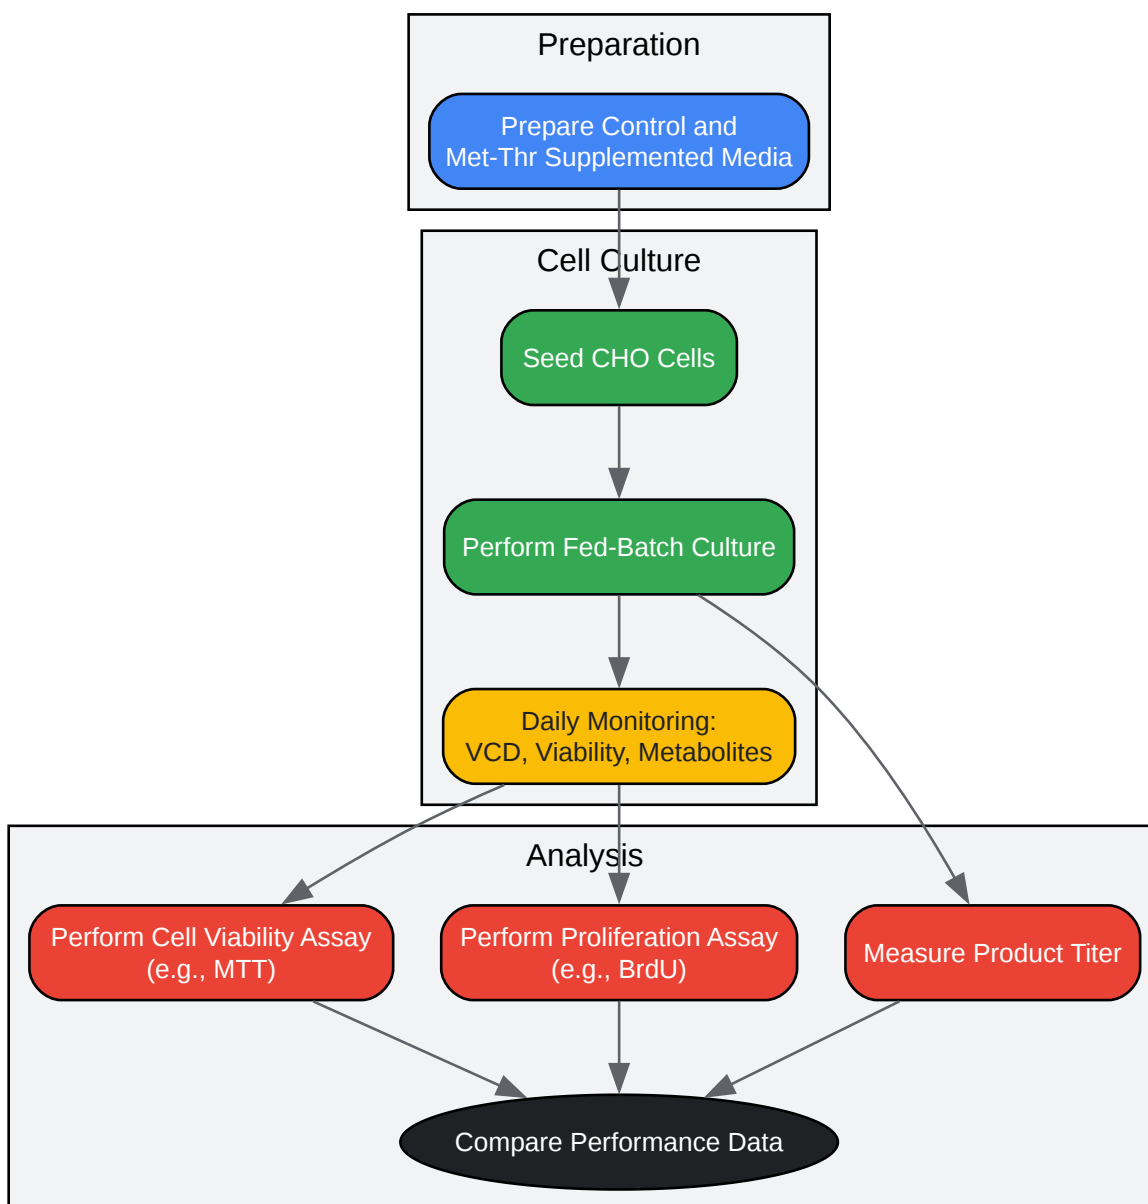 Preparation
Prepare Control and
Met-Thr Supplemented Media
Cell Culture
Seed CHO Cells
Perform Fed-Batch Culture
Daily Monitoring:
VCD, Viability, Metabolites
Analysis
Perform Cell Viability Assay
(e.g., MTT)
Perform Proliferation Assay
(e.g., BrdU)
Measure Product Titer
Compare Performance Data